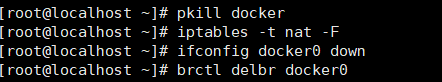 [root@localhost ~]# pkill docker
[root@localhost ~]# iptables -t nat -F
[root@localhost ~]# ifconfig docker0 down
[root@localhost ~]# brctl delbr docker0